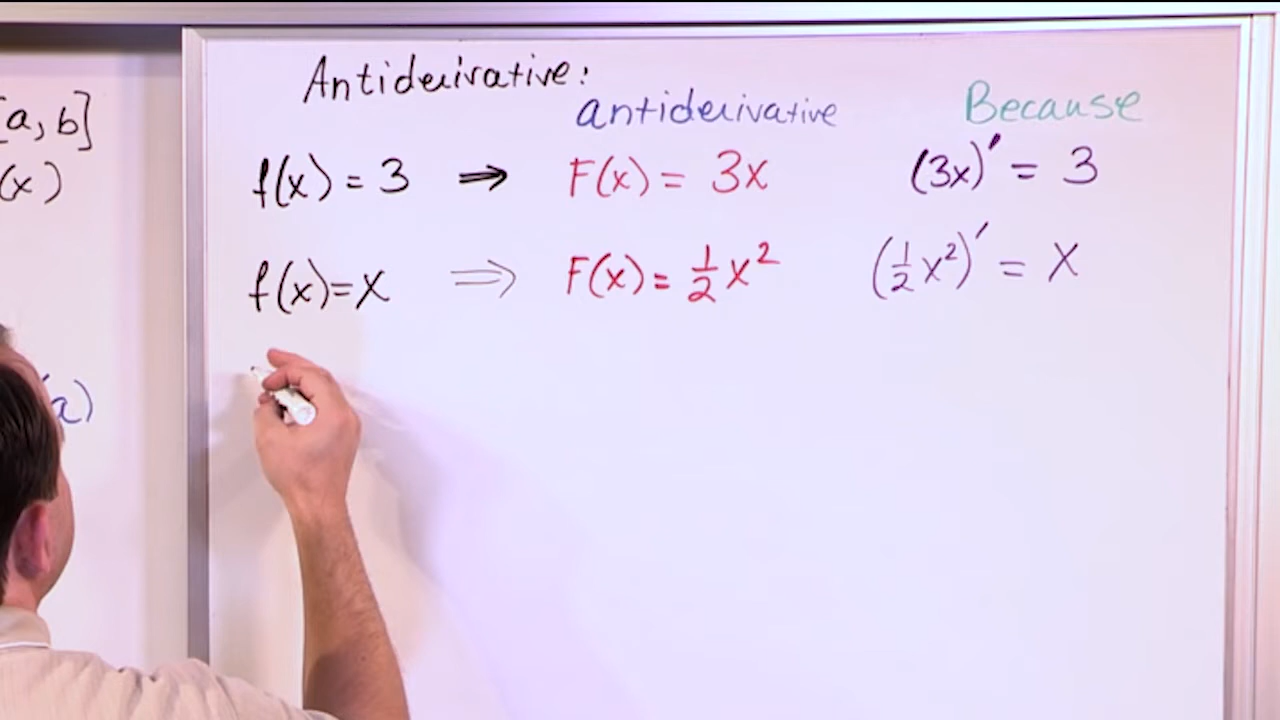 [a, b]
(x)
a)
Antiderivative:
antiderivative Because
f(x) = 3 ⇒ F(x) = 3x (3x)′ = 3
f(x) = x ⇒ F(x) = ½x² (½x²)′ = x